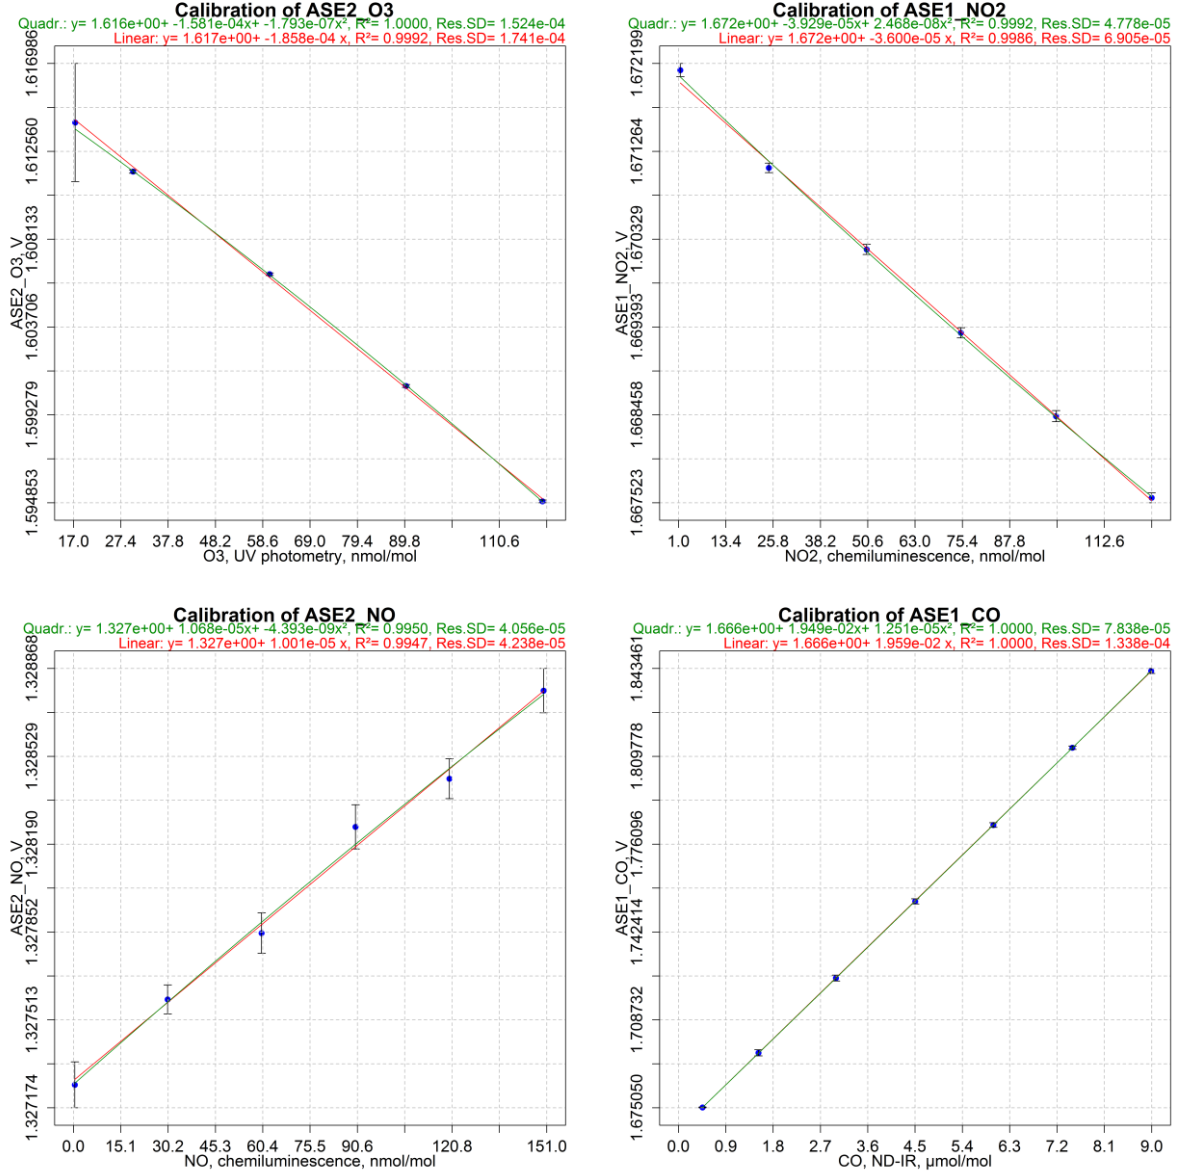 Calibration of ASE2_O3
Quadr.: y= 1.616e+00+ -1.581e-04x+ -1.793e-07x², R²= 1.0000, Res.SD= 1.524e-04
Linear: y= 1.617e+00+ -1.858e-04 x, R²= 0.9992, Res.SD= 1.741e-04
ASE2_O3, V
1.616986
1.612560
1.608133
1.603706
1.599279
1.594853
17.0 27.4 37.8 48.2 58.6 69.0 79.4 89.8 110.6
O3, UV photometry, nmol/mol
Calibration of ASE1_NO2
Quadr.: y= 1.672e+00+ -3.929e-05x+ 2.468e-08x², R²= 0.9992, Res.SD= 4.778e-05
Linear: y= 1.672e+00+ -3.600e-05 x, R²= 0.9986, Res.SD= 6.905e-05
ASE1_NO2, V
1.672199
1.671264
1.670329
1.669393
1.668458
1.667523
1.0 13.4 25.8 38.2 50.6 63.0 75.4 87.8 112.6
NO2, chemiluminescence, nmol/mol
Calibration of ASE2_NO
Quadr.: y= 1.327e+00+ 1.068e-05x+ -4.393e-09x², R²= 0.9950, Res.SD= 4.056e-05
Linear: y= 1.327e+00+ 1.001e-05 x, R²= 0.9947, Res.SD= 4.238e-05
ASE2_NO, V
1.328868
1.328529
1.328190
1.327852
1.327513
1.327174
0.0 15.1 30.2 45.3 60.4 75.5 90.6 120.8 151.0
NO, chemiluminescence, nmol/mol
Calibration of ASE1_CO
Quadr.: y= 1.666e+00+ 1.949e-02x+ 1.251e-05x², R²= 1.0000, Res.SD= 7.838e-05
Linear: y= 1.666e+00+ 1.959e-02 x, R²= 1.0000, Res.SD= 1.338e-04
ASE1_CO, V
1.843461
1.809778
1.776096
1.742414
1.708732
1.675050
0.0 0.9 1.8 2.7 3.6 4.5 5.4 6.3 7.2 8.1 9.0
CO, ND-IR, µmol/mol